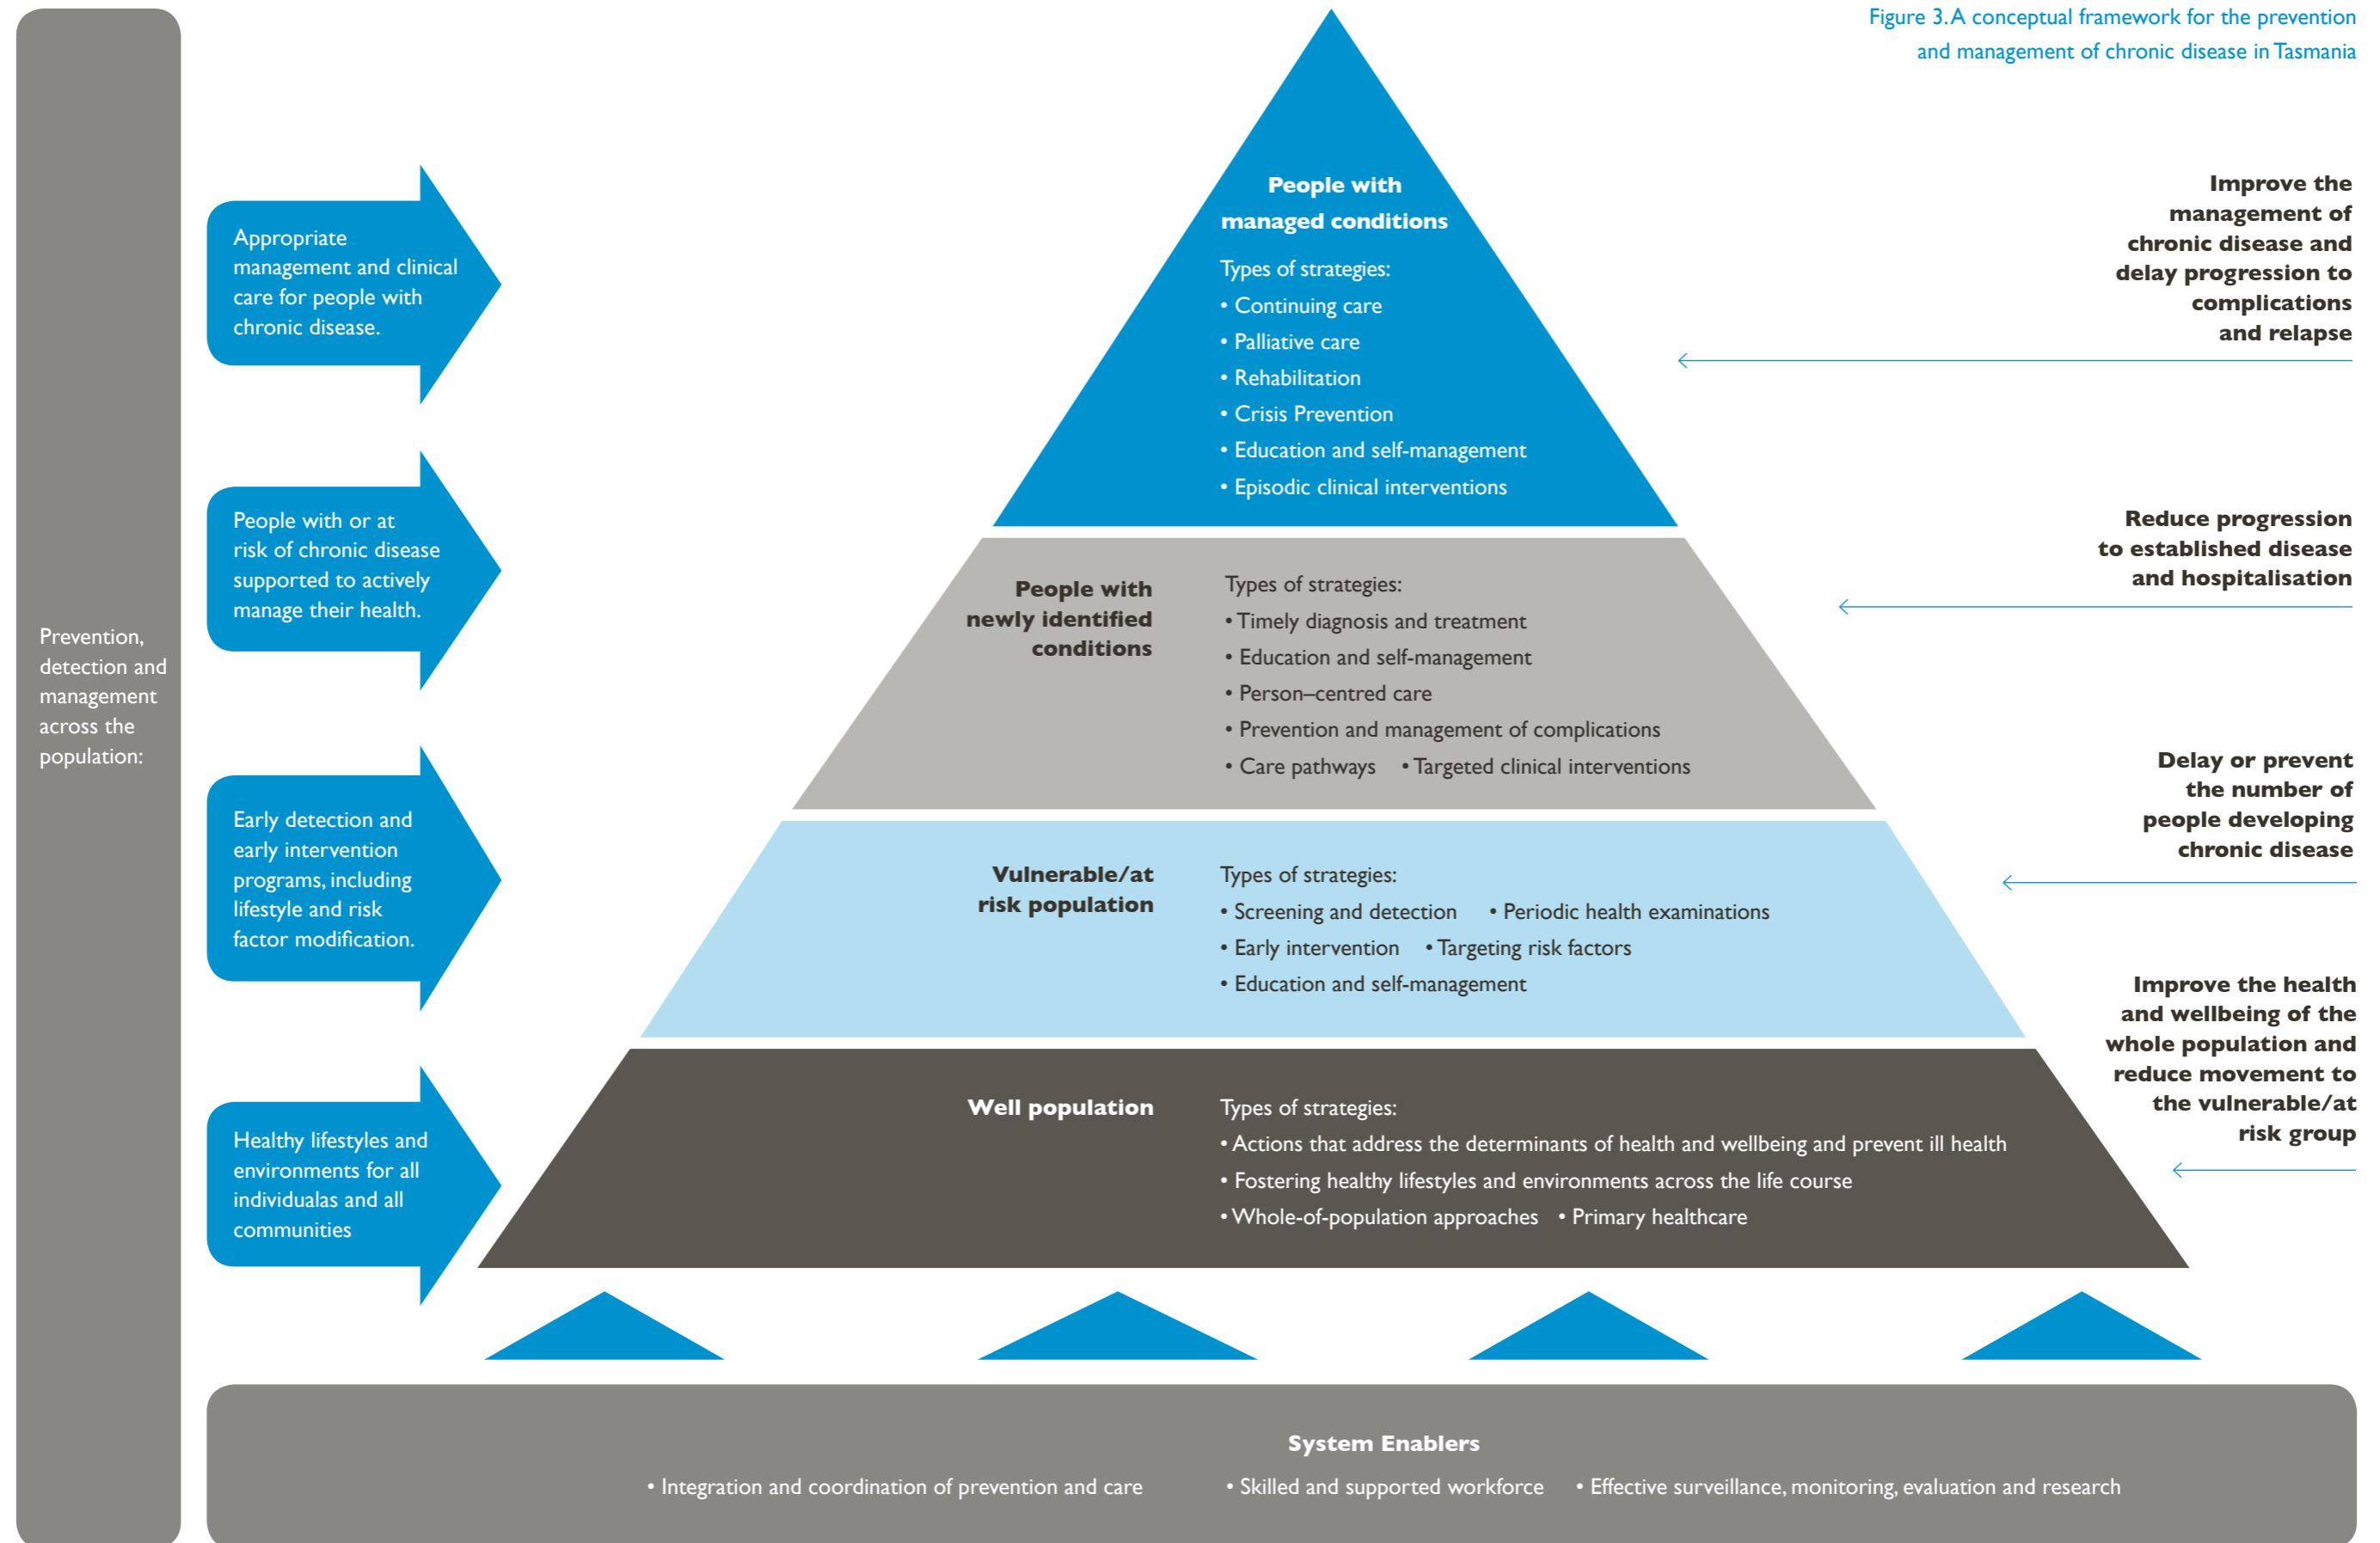 Figure 3. A conceptual framework for the prevention
and management of chronic disease in Tasmania
Prevention,
detection and
management
across the
population:
Appropriate
management and clinical
care for people with
chronic disease.
People with or at
risk of chronic disease
supported to actively
manage their health.
Early detection and
early intervention
programs, including
lifestyle and risk
factor modification.
Healthy lifestyles and
environments for all
individualas and all
communities
People with
managed conditions
Types of strategies:
• Continuing care
• Palliative care
• Rehabilitation
• Crisis Prevention
• Education and self-management
• Episodic clinical interventions
People with
newly identified
conditions
Types of strategies:
• Timely diagnosis and treatment
• Education and self-management
• Person–centred care
• Prevention and management of complications
• Care pathways • Targeted clinical interventions
Vulnerable/at
risk population
Types of strategies:
• Screening and detection • Periodic health examinations
• Early intervention • Targeting risk factors
• Education and self-management
Well population
Types of strategies:
• Actions that address the determinants of health and wellbeing and prevent ill health
• Fostering healthy lifestyles and environments across the life course
• Whole-of-population approaches • Primary healthcare
Improve the
management of
chronic disease and
delay progression to
complications
and relapse
Reduce progression
to established disease
and hospitalisation
Delay or prevent
the number of
people developing
chronic disease
Improve the health
and wellbeing of the
whole population and
reduce movement to
the vulnerable/at
risk group
System Enablers
• Integration and coordination of prevention and care • Skilled and supported workforce • Effective surveillance, monitoring, evaluation and research